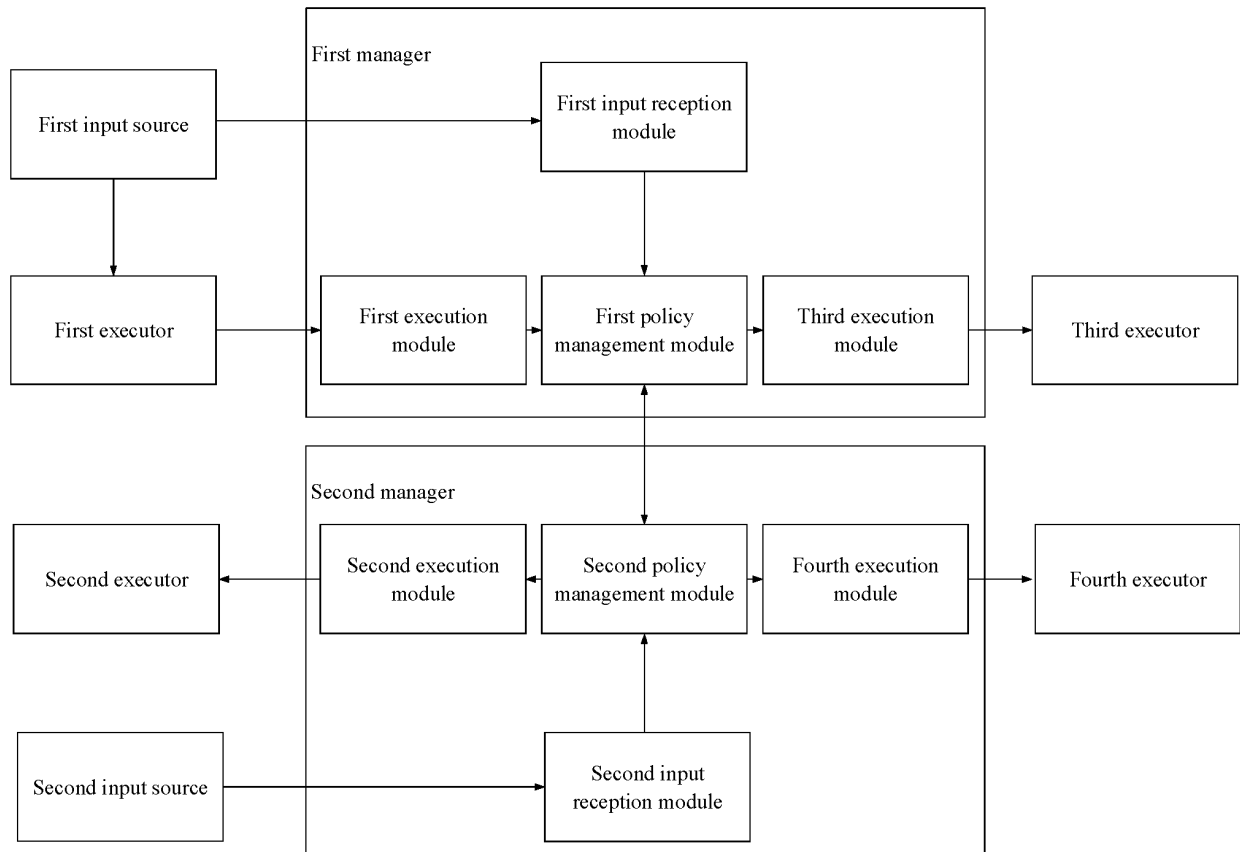 First manager
First input source
First input reception
module
First executor
First execution
module
First policy
management module
Third execution
module
Third executor
Second manager
Second executor
Second execution
module
Second policy
management module
Fourth execution
module
Fourth executor
Second input source
Second input
reception module